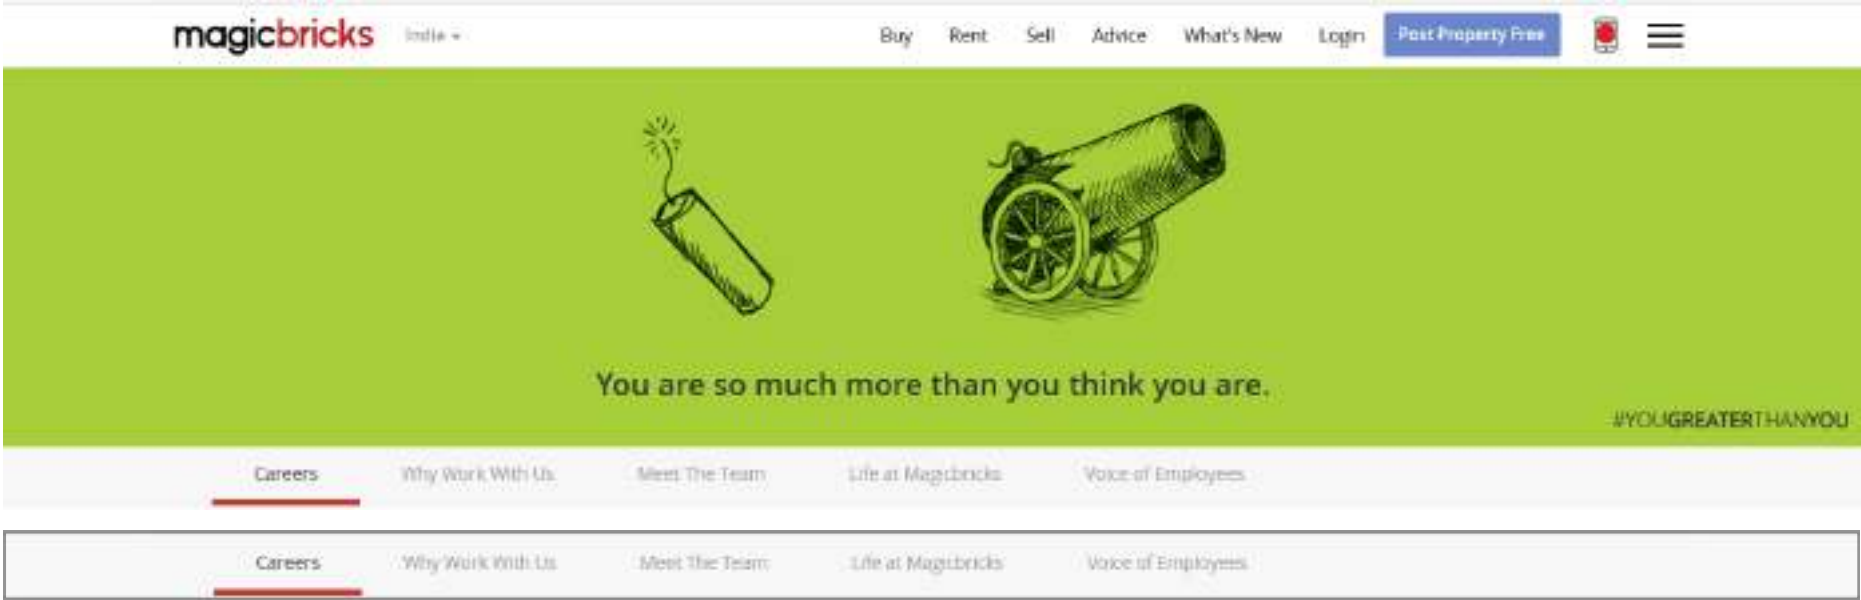 magicbricks India Buy Rent Sell Advice What's New Login Post Property Free
You are so much more than you think you are.
#YOUGREATERTHANYOU
Careers Why Work With Us Meet The Team Life at Magicbricks Voice of Employees
Careers Why Work With Us Meet The Team Life at Magicbricks Voice of Employees